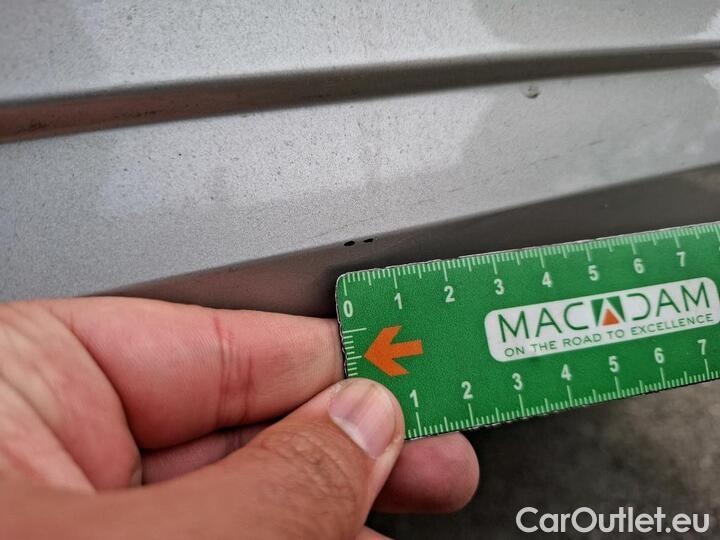 0 1 2 3 4 5 6 7
MACADAM
ON THE ROAD TO EXCELLENCE
1 2 3 4 5 6 7
CarOutlet.eu